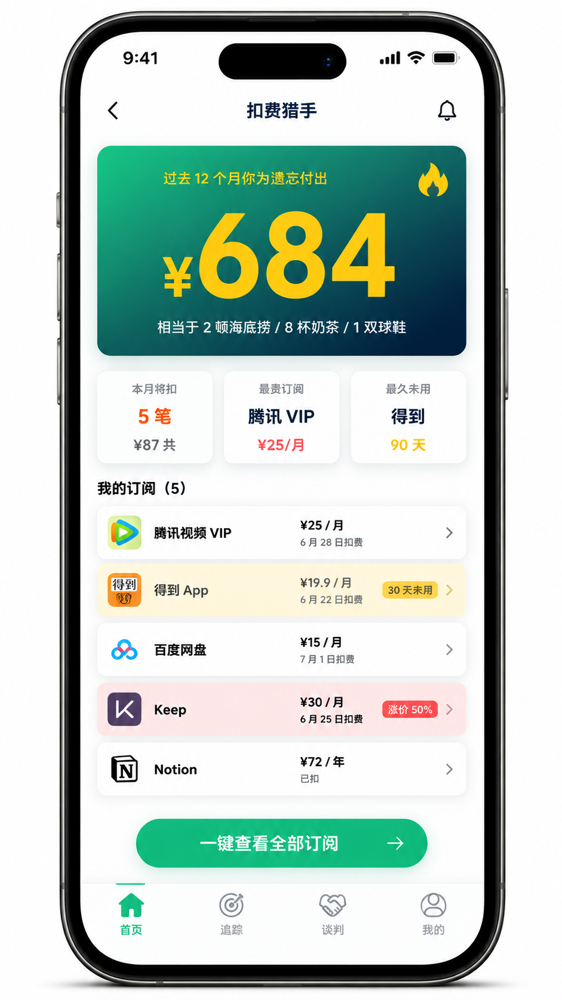 9:41
扣费猎手
过去 12 个月你为遗忘付出
¥684
相当于 2 顿海底捞 / 8 杯奶茶 / 1 双球鞋
本月将扣
5 笔
¥87 共
最贵订阅
腾讯 VIP
¥25/月
最久未用
得到
90 天
我的订阅（5）
腾讯视频 VIP
¥25 / 月
6 月 28 日扣费
得到
得到 App
¥19.9 / 月
6 月 22 日扣费
30 天未用
百度网盘
¥15 / 月
7 月 1 日扣费
Keep
¥30 / 月
6 月 25 日扣费
涨价 50%
N
Notion
¥72 / 年
已扣
一键查看全部订阅
首页
追踪
谈判
我的